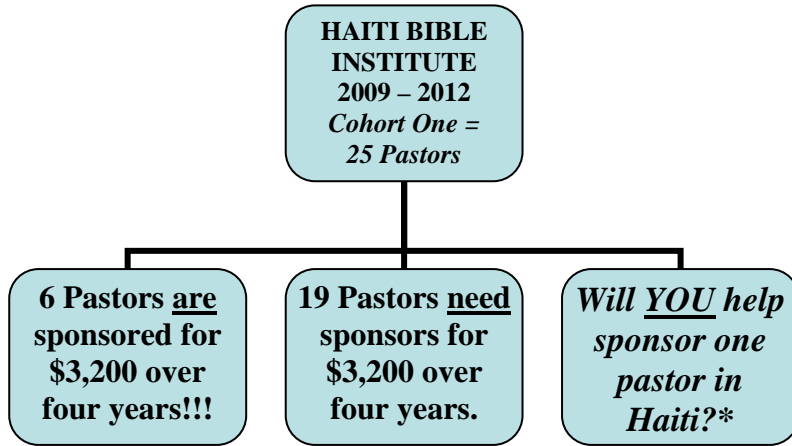 HAITI BIBLE
INSTITUTE
2009 – 2012
Cohort One =
25 Pastors
6 Pastors are
sponsored for
$3,200 over
four years!!!
19 Pastors need
sponsors for
$3,200 over
four years.
Will YOU help
sponsor one
pastor in
Haiti?*